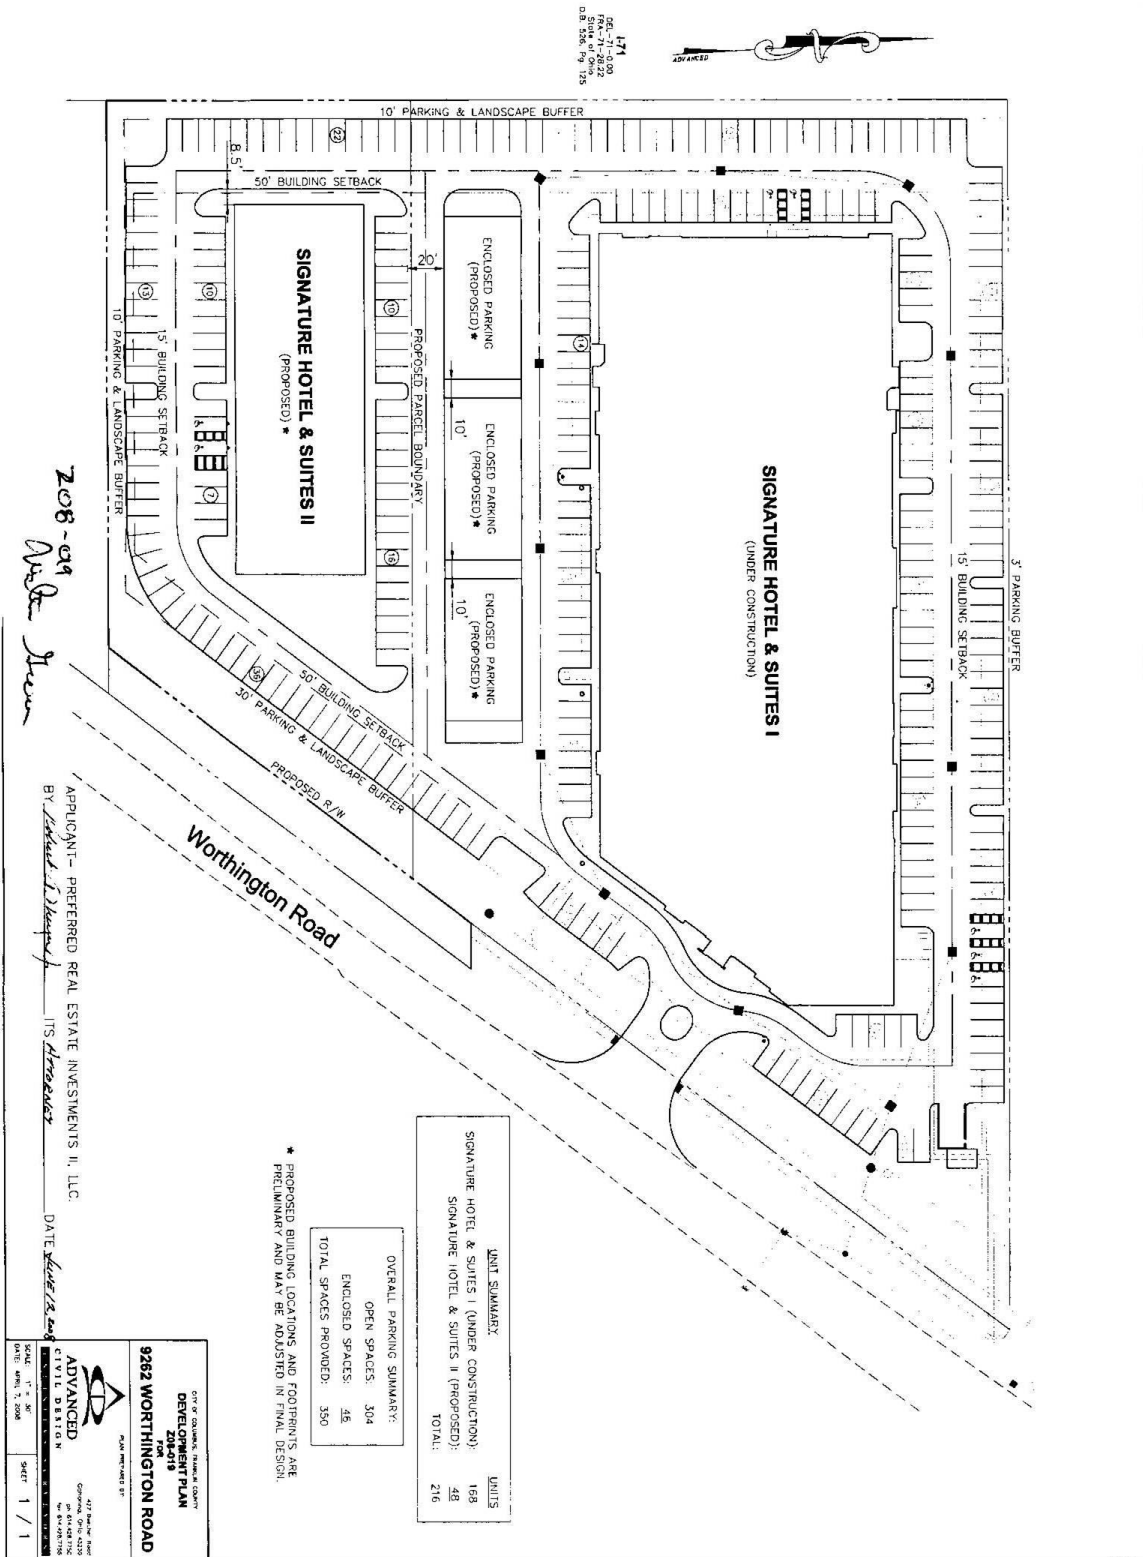 I-71
DEL-71-0.00
FRA-71-28.22
State of Ohio
D.B. 526, Pg. 125
ADVANCED
10' PARKING & LANDSCAPE BUFFER
22
8.5'
50' BUILDING SETBACK
SIGNATURE HOTEL & SUITES II
(PROPOSED) *
13
10
10
7
16
36
14
20'
15' BUILDING SETBACK
10' PARKING & LANDSCAPE BUFFER
PROPOSED PARCEL BOUNDARY
ENCLOSED PARKING
(PROPOSED)*
10'
ENCLOSED PARKING
(PROPOSED)*
10'
ENCLOSED PARKING
(PROPOSED)*
SIGNATURE HOTEL & SUITES I
(UNDER CONSTRUCTION)
3' PARKING BUFFER
15' BUILDING SETBACK
50' BUILDING SETBACK
30' PARKING & LANDSCAPE BUFFER
PROPOSED R/W
Worthington Road
UNIT SUMMARY UNITS
SIGNATURE HOTEL & SUITES I (UNDER CONSTRUCTION): 168
SIGNATURE HOTEL & SUITES II (PROPOSED): 48
TOTAL: 216
OVERALL PARKING SUMMARY:
OPEN SPACES: 304
ENCLOSED SPACES: 46
TOTAL SPACES PROVIDED: 350
* PROPOSED BUILDING LOCATIONS AND FOOTPRINTS ARE
PRELIMINARY AND MAY BE ADJUSTED IN FINAL DESIGN.
APPLICANT- PREFERRED REAL ESTATE INVESTMENTS II, LLC.
BY ITS ATTORNEY DATE JUNE 12, 2008
CITY OF COLUMBUS, FRANKLIN COUNTY
DEVELOPMENT PLAN
Z08-019
FOR
9262 WORTHINGTON ROAD
PLAN PREPARED BY:
ADVANCED
CIVIL DESIGN
ENGINEERS SURVEYORS
SCALE: 1" = 30'
DATE: APRIL 7, 2008
SHEET 1 / 1